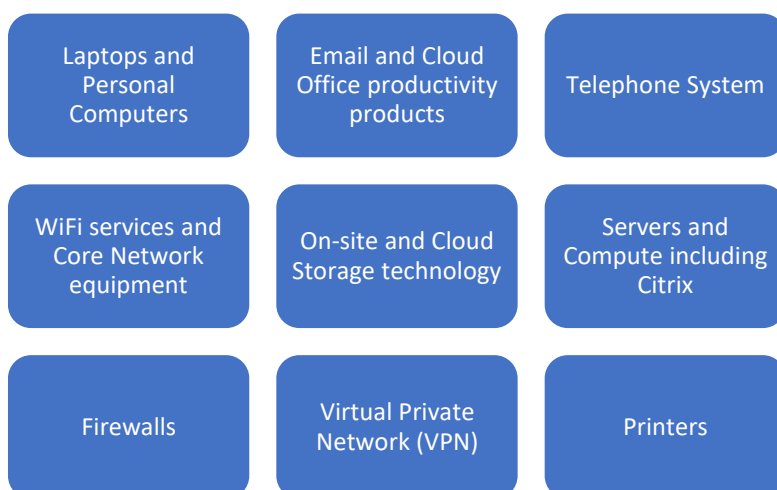 Laptops and
Personal
Computers
Email and Cloud
Office productivity
products
Telephone System
WiFi services and
Core Network
equipment
On-site and Cloud
Storage technology
Servers and
Compute including
Citrix
Firewalls
Virtual Private
Network (VPN)
Printers